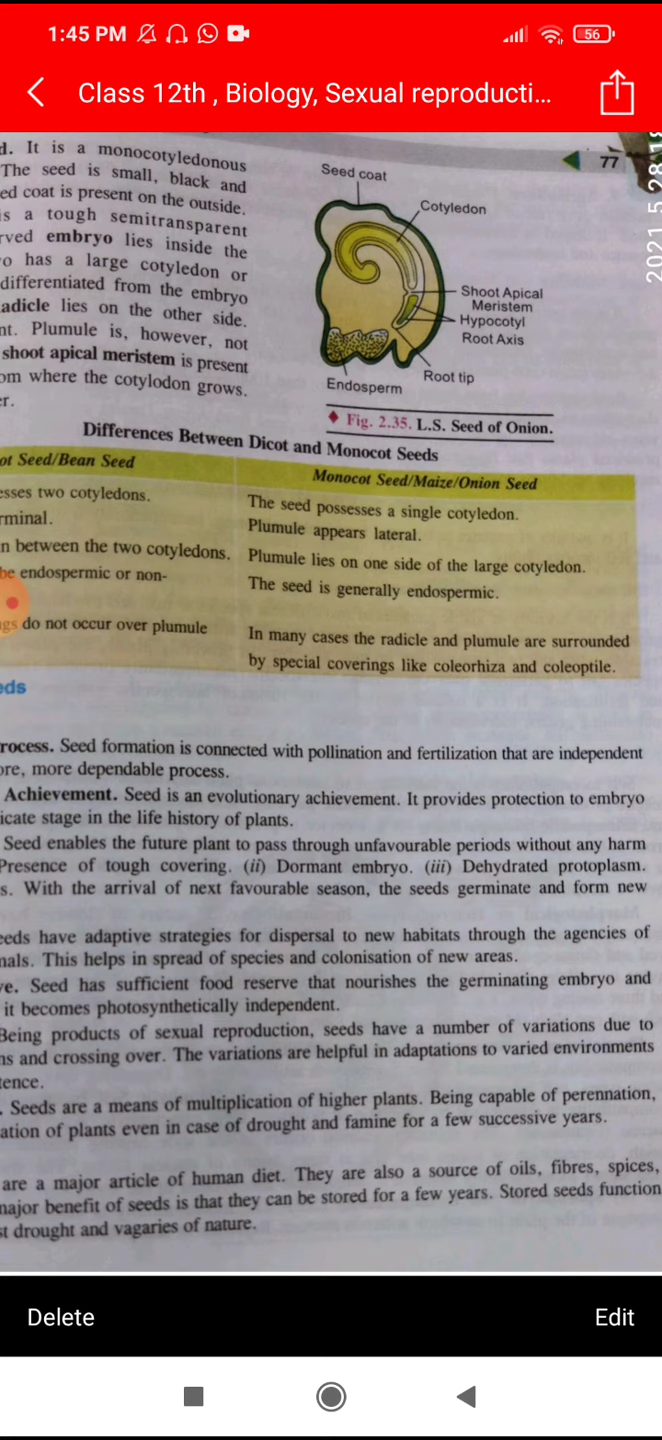 1:45 PM
56
Class 12th , Biology, Sexual reproducti...
77
2021 5 28 18
d. It is a monocotyledonous
The seed is small, black and
ed coat is present on the outside.
is a tough semitransparent
rved embryo lies inside the
o has a large cotyledon or
differentiated from the embryo
adicle lies on the other side.
nt. Plumule is, however, not
shoot apical meristem is present
om where the cotylodon grows.
er.
Seed coat
Cotyledon
Shoot Apical
Meristem
Hypocotyl
Root Axis
Root tip
Endosperm
Fig. 2.35. L.S. Seed of Onion.
Differences Between Dicot and Monocot Seeds
ot Seed/Bean Seed
Monocot Seed/Maize/Onion Seed
esses two cotyledons.
The seed possesses a single cotyledon.
rminal.
Plumule appears lateral.
n between the two cotyledons.
Plumule lies on one side of the large cotyledon.
be endospermic or non-
The seed is generally endospermic.
gs do not occur over plumule
In many cases the radicle and plumule are surrounded
by special coverings like coleorhiza and coleoptile.
eds
rocess. Seed formation is connected with pollination and fertilization that are independent
ore, more dependable process.
Achievement. Seed is an evolutionary achievement. It provides protection to embryo
icate stage in the life history of plants.
Seed enables the future plant to pass through unfavourable periods without any harm
Presence of tough covering. (ii) Dormant embryo. (iii) Dehydrated protoplasm.
s. With the arrival of next favourable season, the seeds germinate and form new
eeds have adaptive strategies for dispersal to new habitats through the agencies of
nals. This helps in spread of species and colonisation of new areas.
ve. Seed has sufficient food reserve that nourishes the germinating embryo and
it becomes photosynthetically independent.
Being products of sexual reproduction, seeds have a number of variations due to
ns and crossing over. The variations are helpful in adaptations to varied environments
tence.
. Seeds are a means of multiplication of higher plants. Being capable of perennation,
ation of plants even in case of drought and famine for a few successive years.
are a major article of human diet. They are also a source of oils, fibres, spices,
najor benefit of seeds is that they can be stored for a few years. Stored seeds function
st drought and vagaries of nature.
Delete
Edit